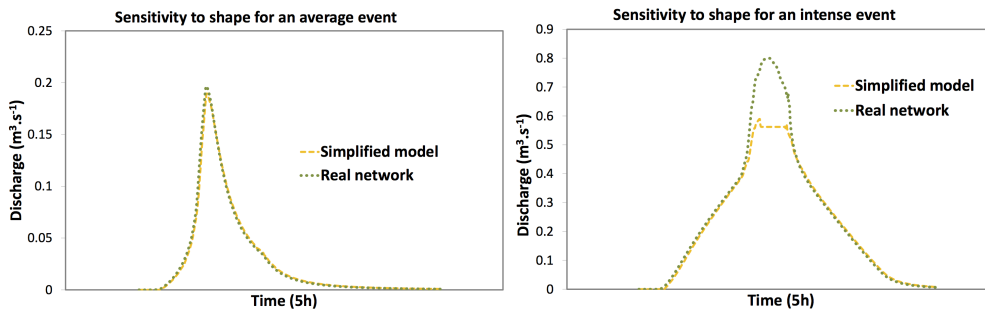 Sensitivity to shape for an average event
0.25
0.2
0.15
0.1
0.05
0
Discharge (m³.s⁻¹)
Simplified model
Real network
Time (5h)
Sensitivity to shape for an intense event
0.9
0.8
0.7
0.6
0.5
0.4
0.3
0.2
0.1
0
Discharge (m³.s⁻¹)
Simplified model
Real network
Time (5h)